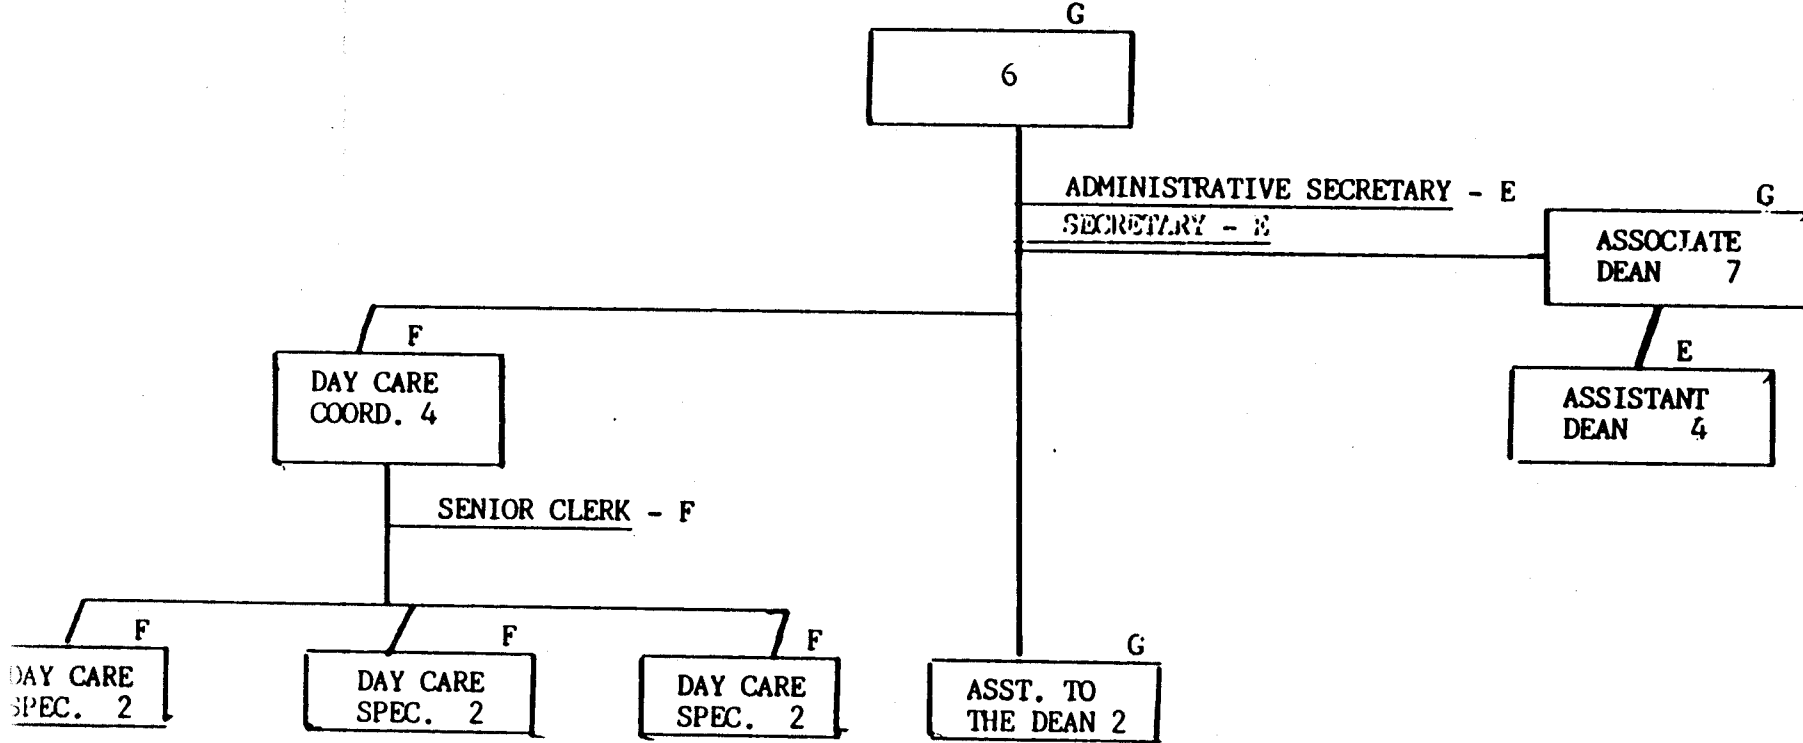 G
6
ADMINISTRATIVE SECRETARY - E
SECRETARY - E
G
ASSOCIATE
DEAN 7
F
DAY CARE
COORD. 4
E
ASSISTANT
DEAN 4
SENIOR CLERK - F
F
DAY CARE
SPEC. 2
F
DAY CARE
SPEC. 2
F
DAY CARE
SPEC. 2
G
ASST. TO
THE DEAN 2